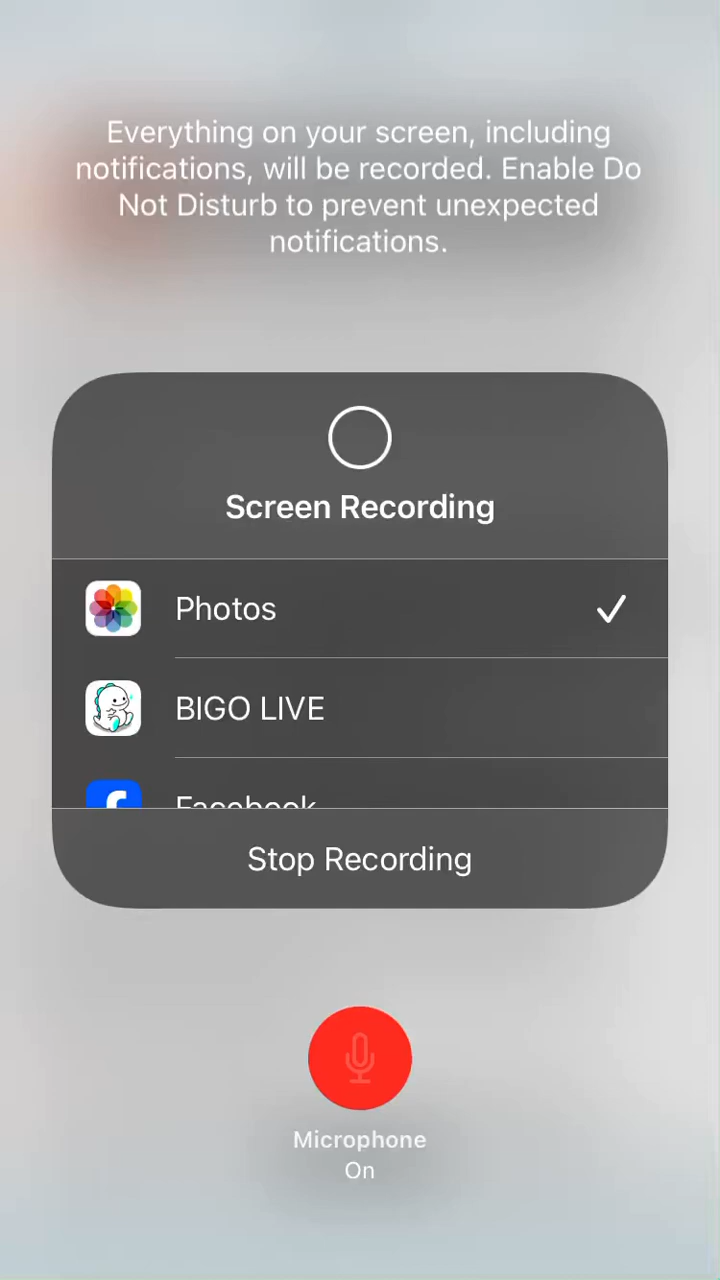 Everything on your screen, including
notifications, will be recorded. Enable Do
Not Disturb to prevent unexpected
notifications.
Screen Recording
Photos
BIGO LIVE
Facebook
Stop Recording
Microphone
On